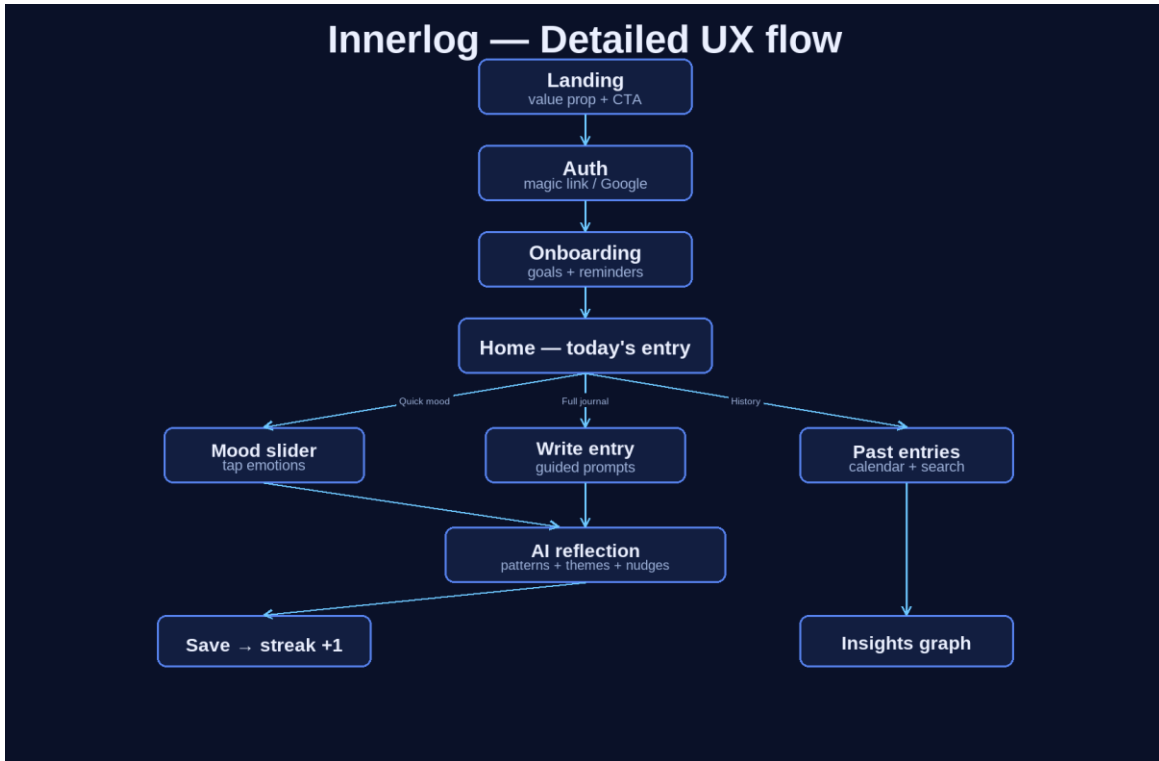 Innerlog — Detailed UX flow
Landing
value prop + CTA
Auth
magic link / Google
Onboarding
goals + reminders
Home — today's entry
Quick mood
Full journal
History
Mood slider
tap emotions
Write entry
guided prompts
Past entries
calendar + search
AI reflection
patterns + themes + nudges
Save → streak +1
Insights graph